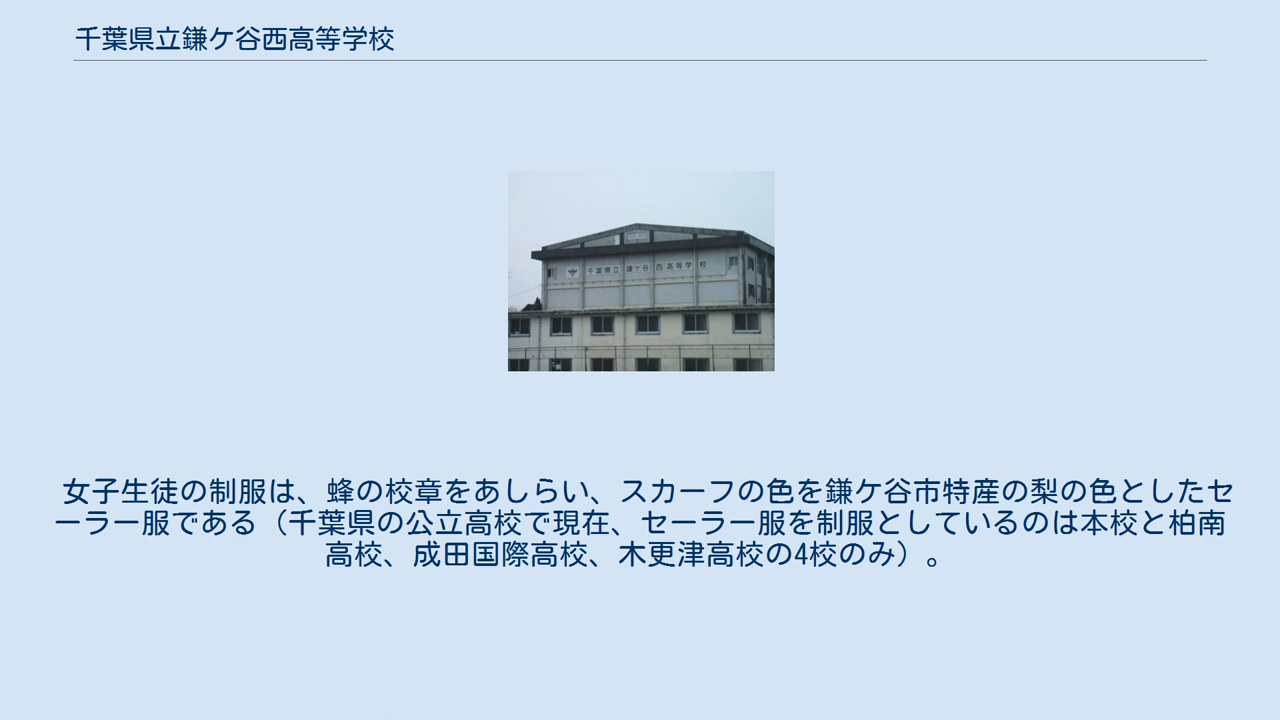 千葉県立鎌ケ谷西高等学校
千葉県立鎌ケ谷西高等学校
女子生徒の制服は、蜂の校章をあしらい、スカーフの色を鎌ケ谷市特産の梨の色としたセ
ーラー服である（千葉県の公立高校で現在、セーラー服を制服としているのは本校と柏南
高校、成田国際高校、木更津高校の4校のみ）。